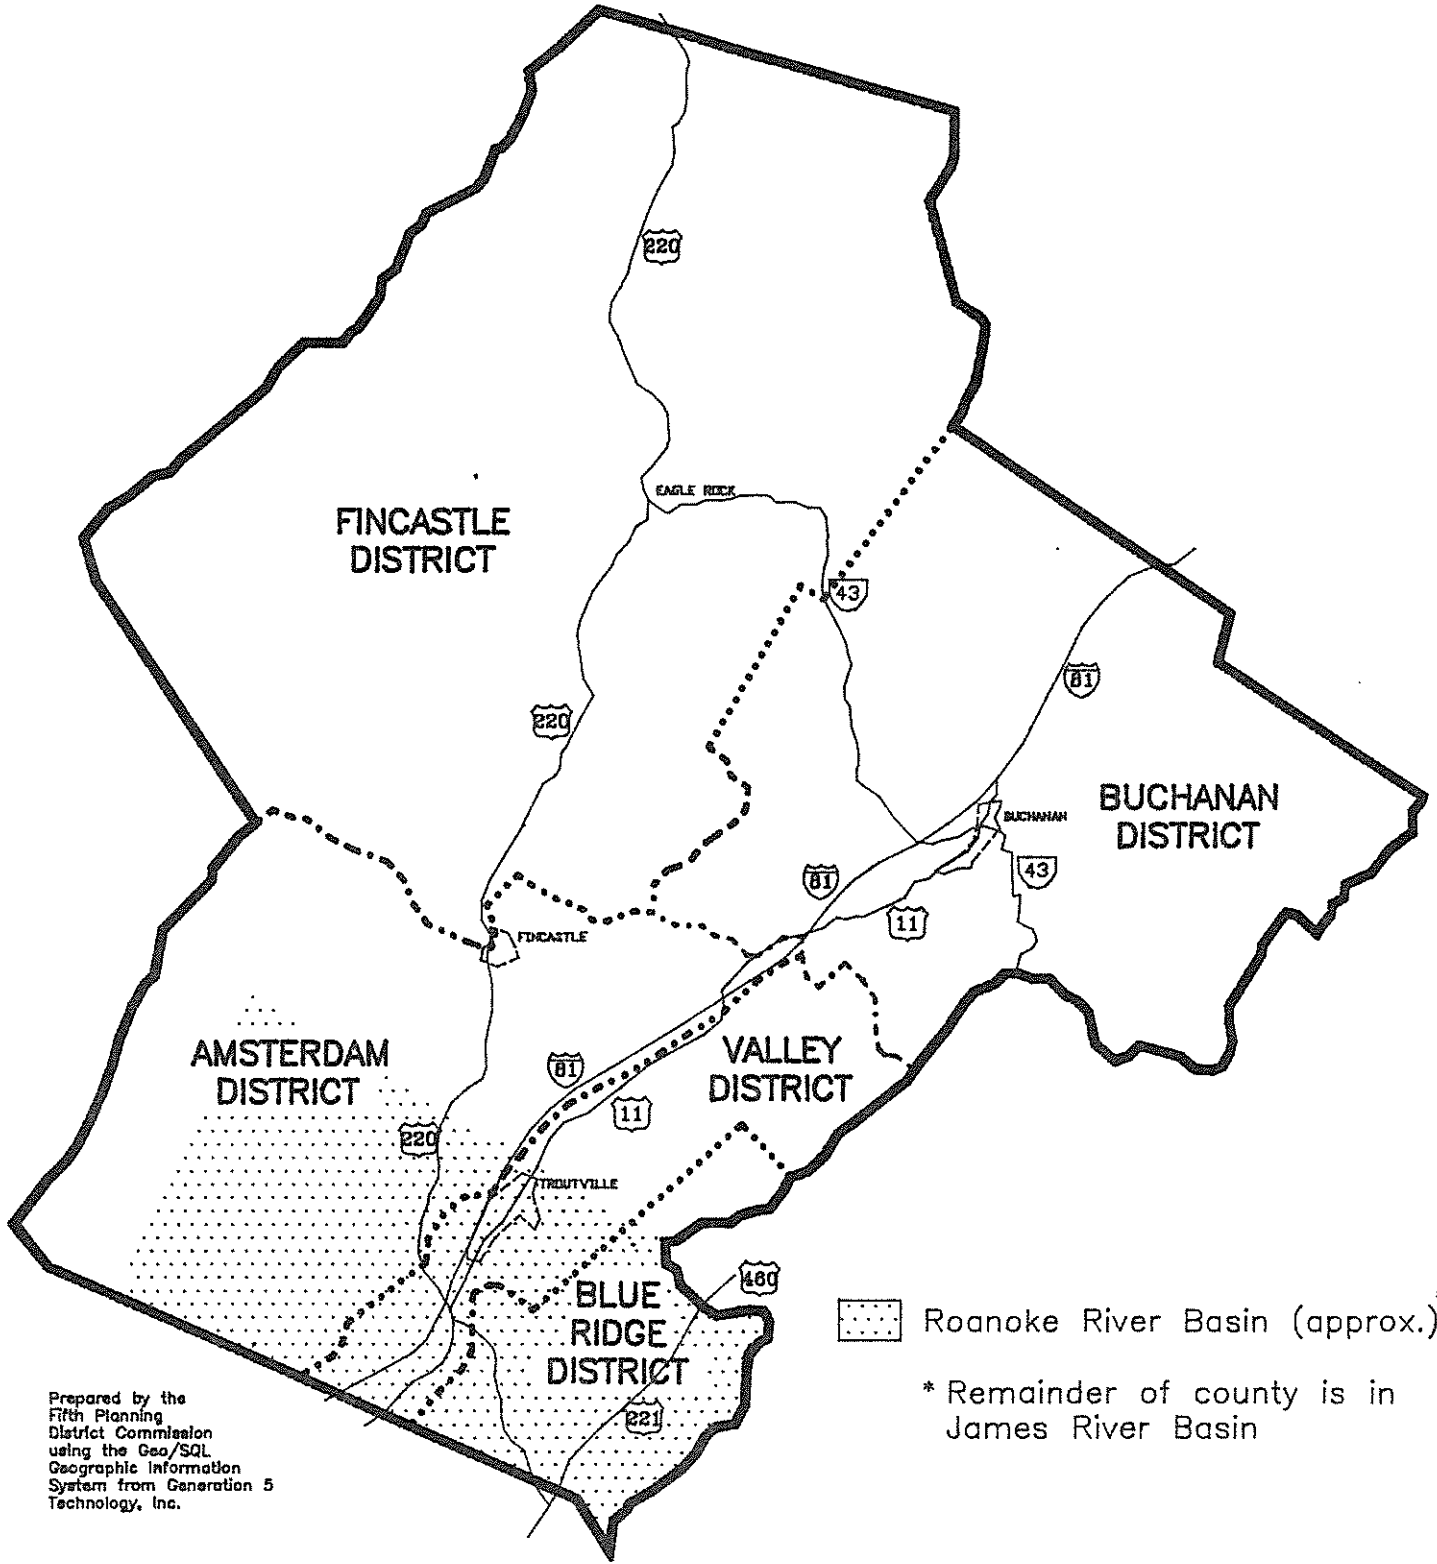 220
EAGLE ROCK
FINCASTLE
DISTRICT
43
81
220
BUCHANAN
DISTRICT
BUCHANAN
81
43
11
FINCASTLE
AMSTERDAM
DISTRICT
VALLEY
DISTRICT
81
11
220
TROUTVILLE
460
BLUE
RIDGE
DISTRICT
221
Roanoke River Basin (approx.)
* Remainder of county is in
James River Basin
Prepared by the
Fifth Planning
District Commission
using the Geo/SQL
Geographic Information
System from Generation 5
Technology, Inc.